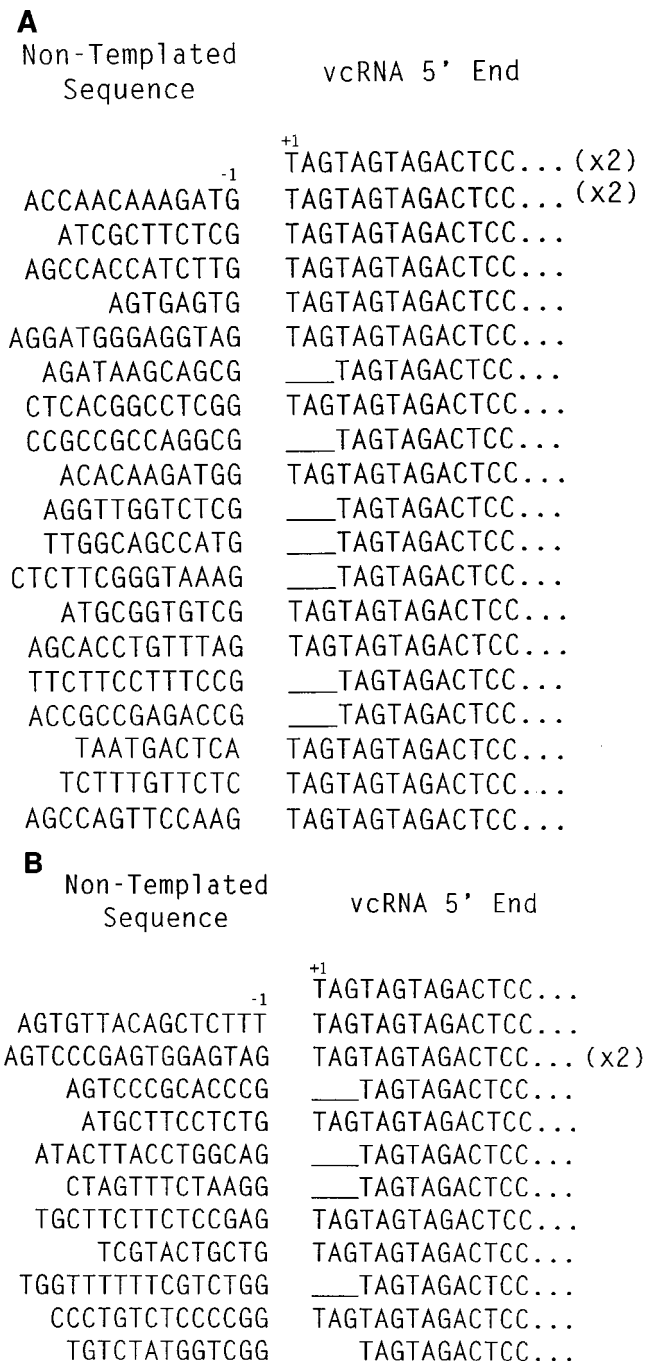 A
Non-Templated Sequence
vcRNA 5' End
+1
TAGTAGTAGACTCC... (x2)
-1
ACCAACAAAGATG TAGTAGTAGACTCC... (x2)
ATCGCTTCTCG TAGTAGTAGACTCC...
AGCCACCATCTTG TAGTAGTAGACTCC...
AGTGAGTG TAGTAGTAGACTCC...
AGGATGGGAGGTAG TAGTAGTAGACTCC...
AGATAAGCAGCG ___TAGTAGACTCC...
CTCACGGCCTCGG TAGTAGTAGACTCC...
CCGCCGCCAGGCG ___TAGTAGACTCC...
ACACAAGATGG TAGTAGTAGACTCC...
AGGTTGGTCTCG ___TAGTAGACTCC...
TTGGCAGCCATG ___TAGTAGACTCC...
CTCTTCGGGTAAAG ___TAGTAGACTCC...
ATGCGGTGTCG TAGTAGTAGACTCC...
AGCACCTGTTTAG TAGTAGTAGACTCC...
TTCTTCCTTTCCG ___TAGTAGACTCC...
ACCGCCGAGACCG ___TAGTAGACTCC...
TAATGACTCA TAGTAGTAGACTCC...
TCTTTGTTCTC TAGTAGTAGACTCC...
AGCCAGTTCCAAG TAGTAGTAGACTCC...
B
Non-Templated Sequence
vcRNA 5' End
+1
TAGTAGTAGACTCC...
-1
AGTGTTACAGCTCTTT TAGTAGTAGACTCC...
AGTCCCGAGTGGAGTAG TAGTAGTAGACTCC... (x2)
AGTCCCGCACCCG ___TAGTAGACTCC...
ATGCTTCCTCTG TAGTAGTAGACTCC...
ATACTTACCTGGCAG ___TAGTAGACTCC...
CTAGTTTCTAAGG ___TAGTAGACTCC...
TGCTTCTTCTCCGAG TAGTAGTAGACTCC...
TCGTACTGCTG TAGTAGTAGACTCC...
TGGTTTTTTCGTCTGG ___TAGTAGACTCC...
CCCTGTCTCCCCGG TAGTAGTAGACTCC...
TGTCTATGGTCGG TAGTAGACTCC...